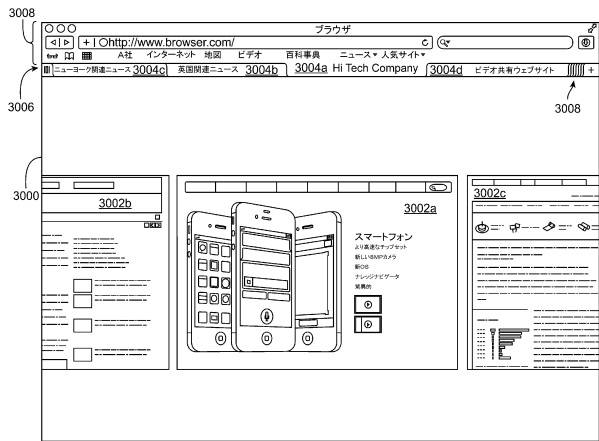 3008
ブラウザ
http://www.browser.com/
A社 インターネット 地図 ビデオ 百科事典 ニュース▼ 人気サイト▼
ニューヨーク関連ニュース 3004c 英国関連ニュース 3004b 3004a Hi Tech Company 3004d ビデオ共有ウェブサイト +
3006
3008
3000
3002b
3002a
3002c
スマートフォン
より高速なチップセット
新しい8MPカメラ
新OS
ナレッジナビゲータ
驚異的